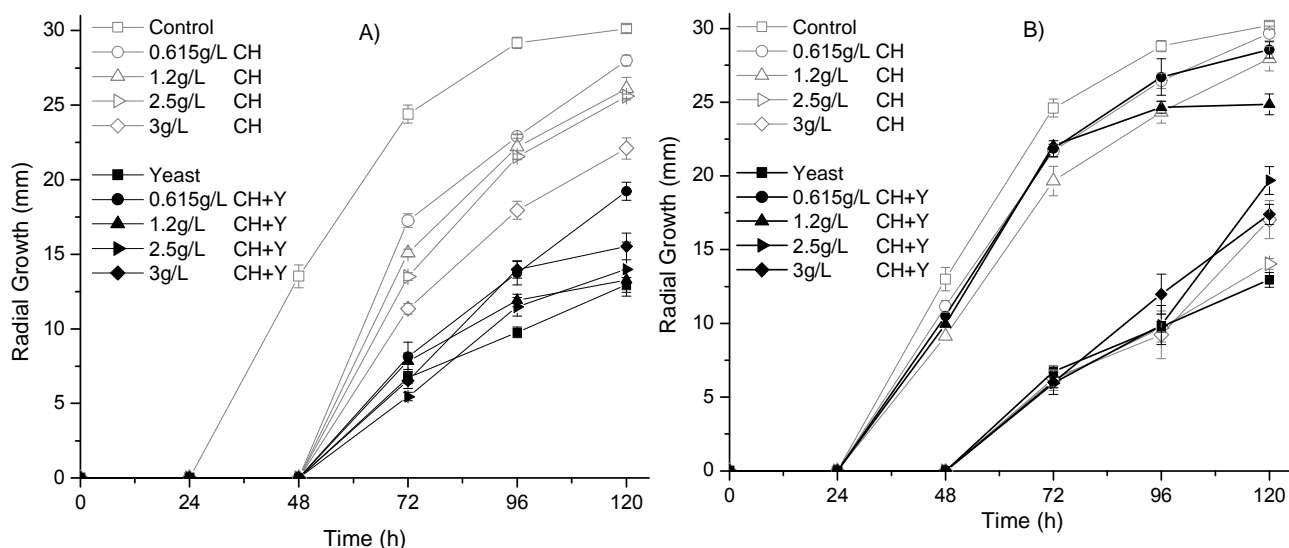 A)
Control
0.615g/L CH
1.2g/L CH
2.5g/L CH
3g/L CH
Yeast
0.615g/L CH+Y
1.2g/L CH+Y
2.5g/L CH+Y
3g/L CH+Y
Radial Growth (mm)
30
25
20
15
10
5
0
0 24 48 72 96 120
Time (h)
B)
Control
0.615g/L CH
1.2g/L CH
2.5g/L CH
3g/L CH
Yeast
0.615g/L CH+Y
1.2g/L CH+Y
2.5g/L CH+Y
3g/L CH+Y
Radial Growth (mm)
30
25
20
15
10
5
0
0 24 48 72 96 120
Time (h)